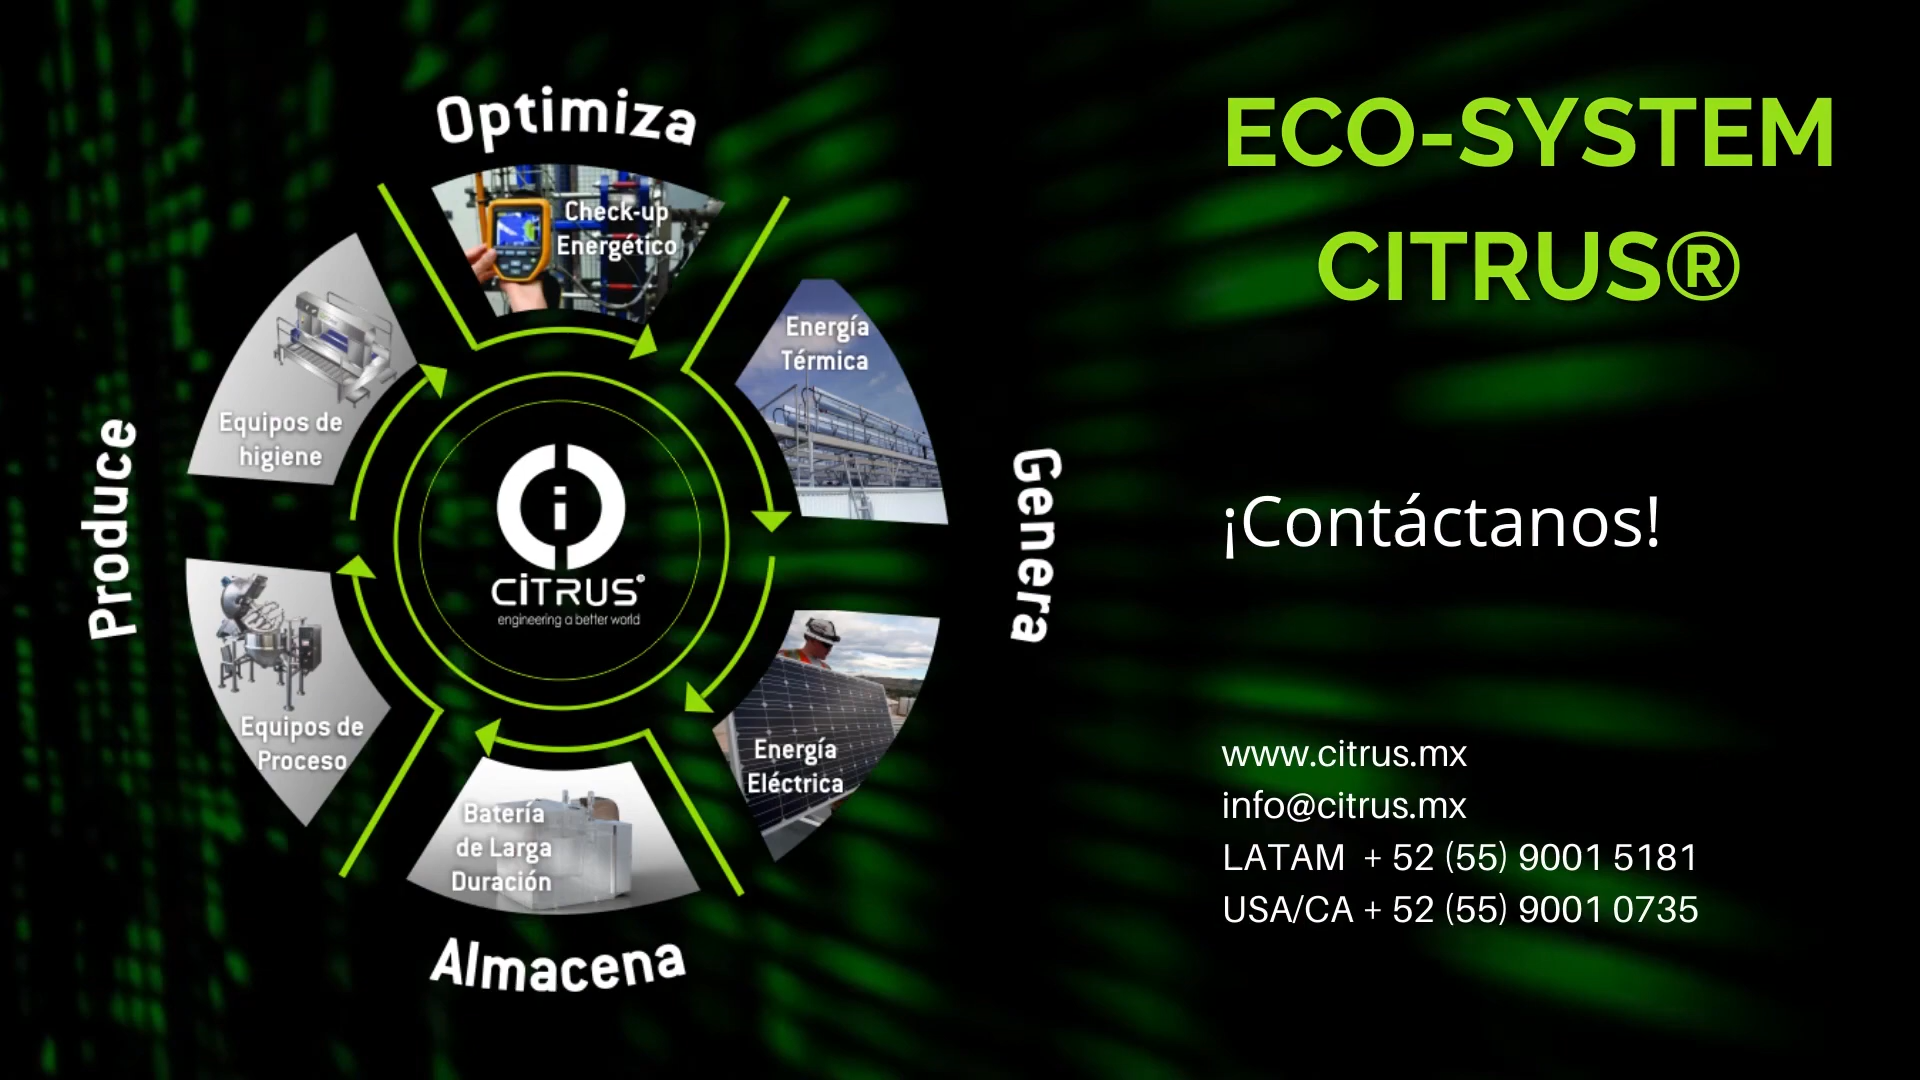 Optimiza
Check-up
Energético
Energía
Térmica
Genera
Energía
Eléctrica
Batería
de Larga
Duración
Almacena
Equipos de
Proceso
Produce
Equipos de
higiene
CiTRUS®
engineering a better world
ECO-SYSTEM
CITRUS®
¡Contáctanos!
www.citrus.mx
info@citrus.mx
LATAM + 52 (55) 9001 5181
USA/CA + 52 (55) 9001 0735